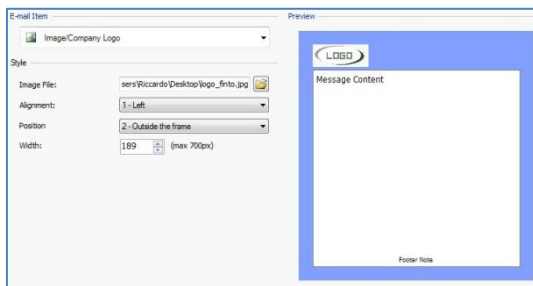 E-mail Item
Image/Company Logo
Style
Image File: sers\Riccardo\Desktop\logo_finto.jpg
Alignment: 1 - Left
Position 2 - Outside the frame
Width: 189 (max 700px)
Preview
LOGO
Message Content
Footer Note